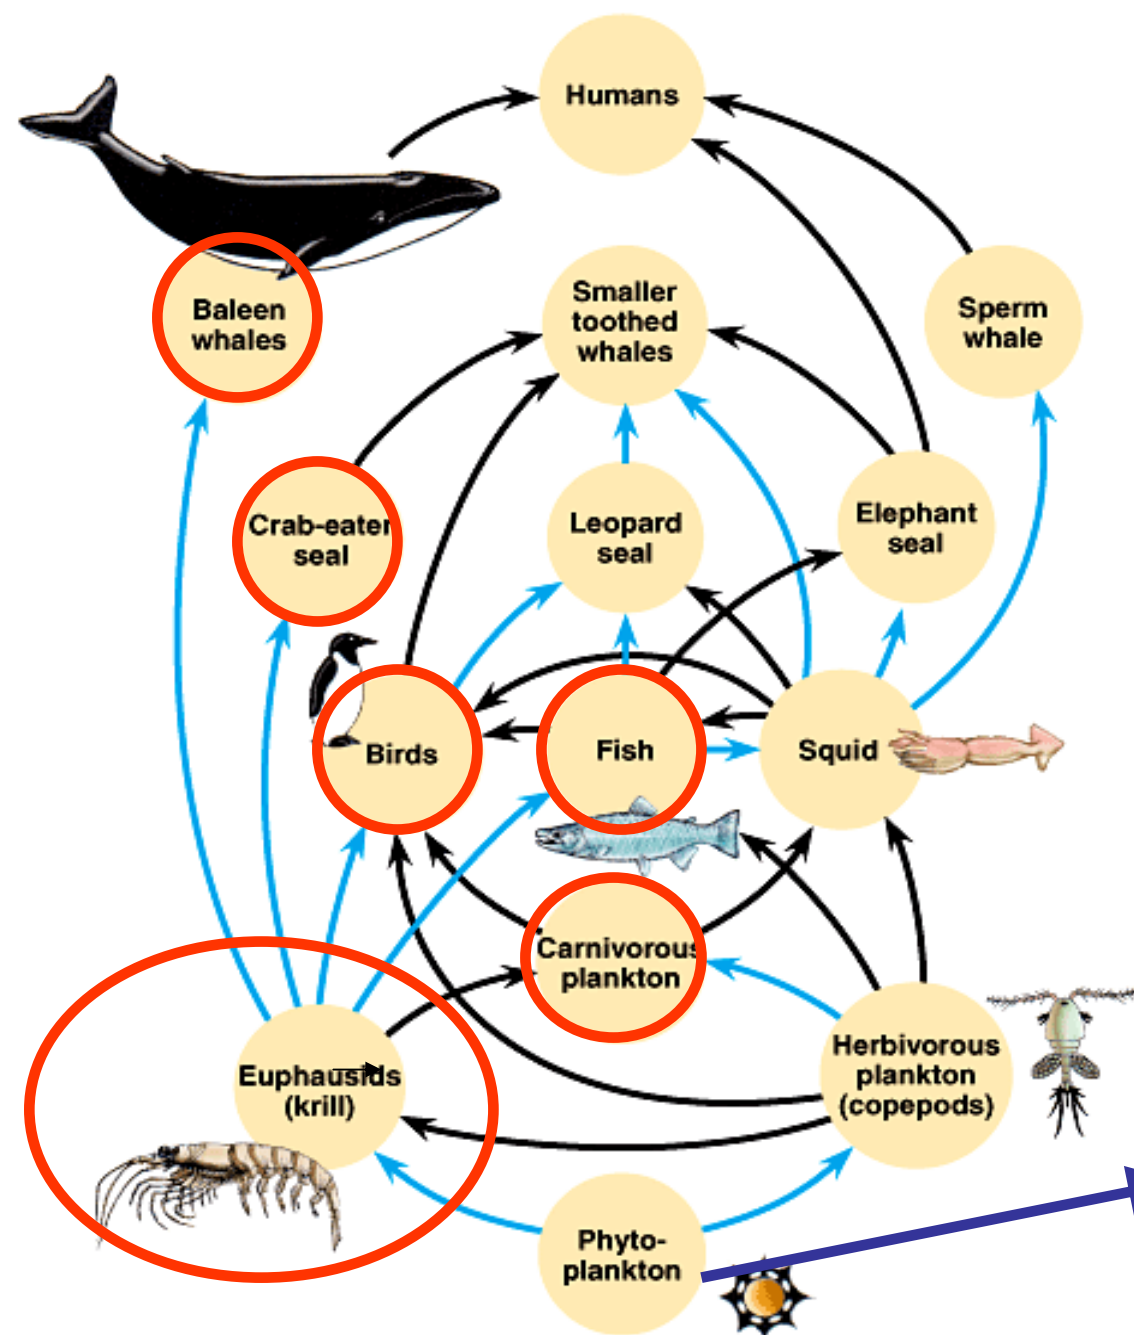 Humans
Baleen
whales
Smaller
toothed
whales
Sperm
whale
Crab-eater
seal
Leopard
seal
Elephant
seal
Birds
Fish
Squid
Carnivorous
plankton
Euphausids
(krill)
Herbivorous
plankton
(copepods)
Phyto-
plankton